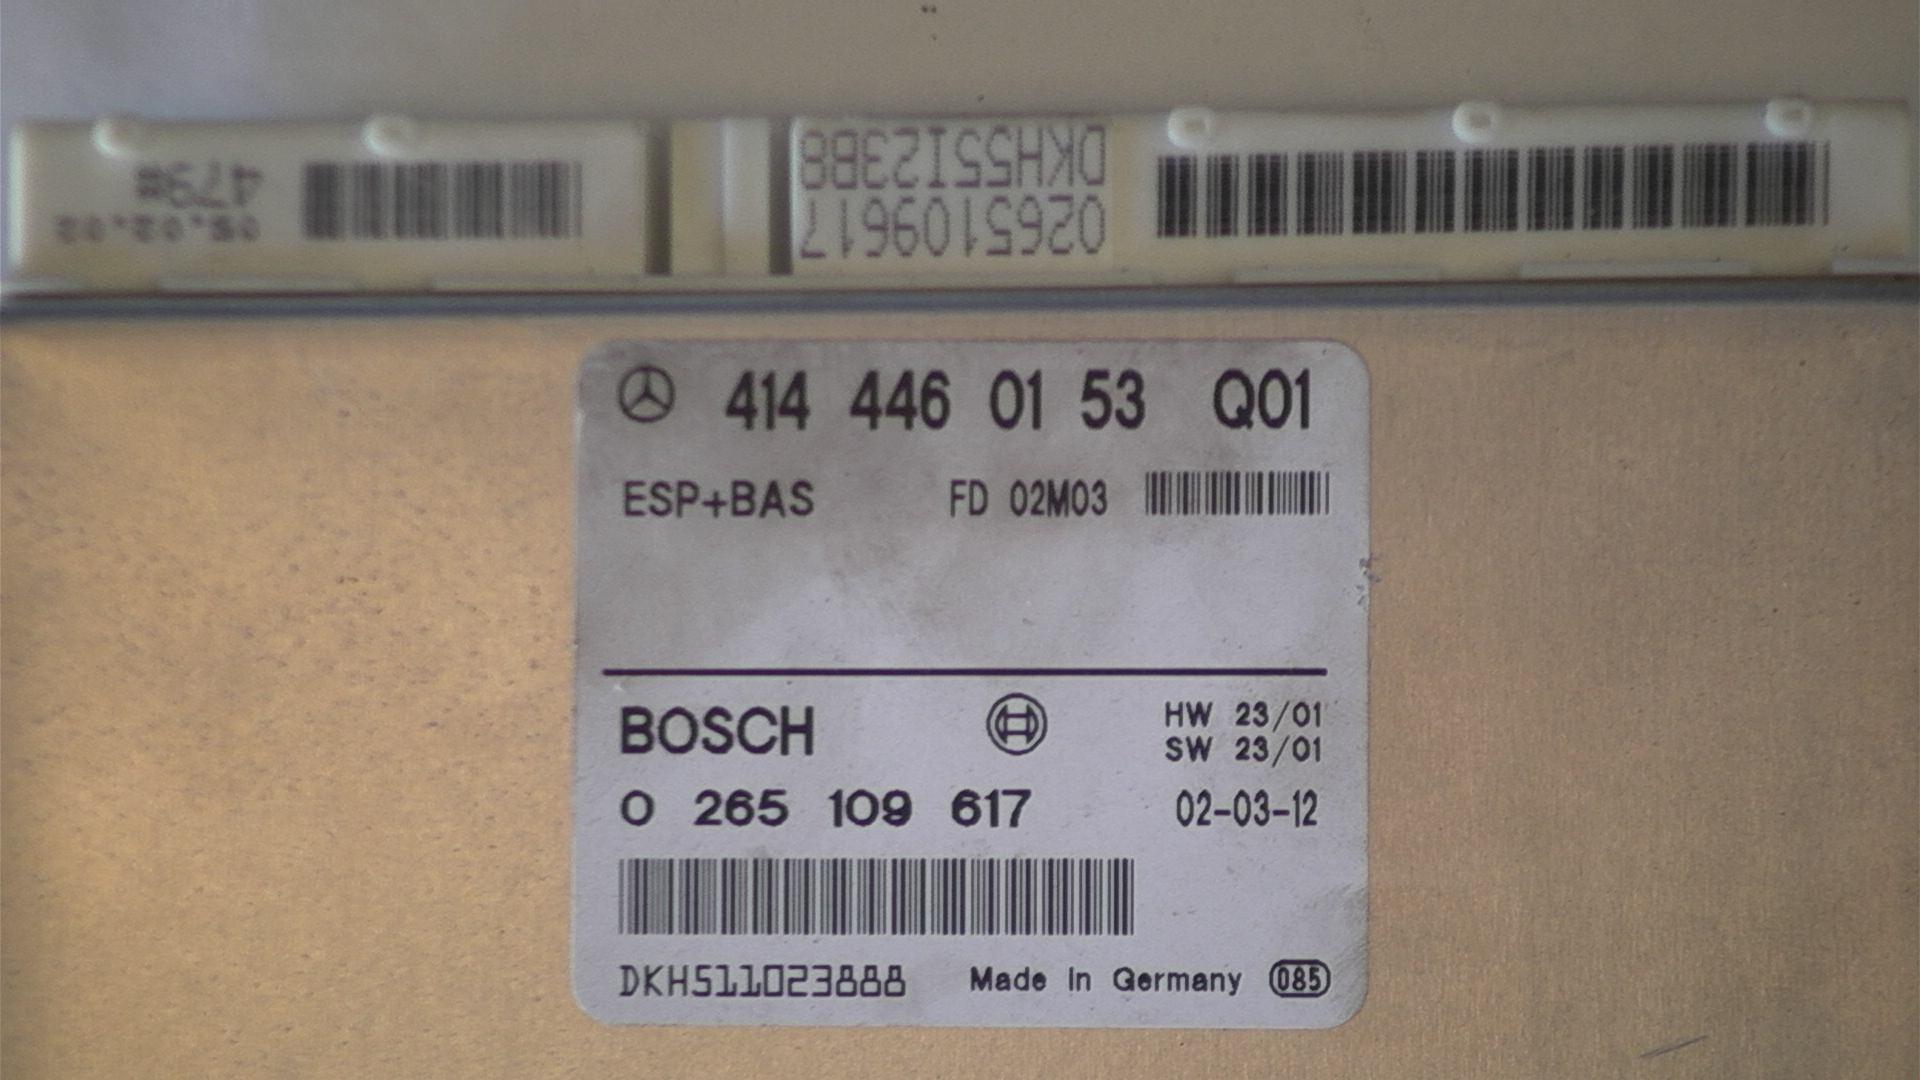 0265109617
DKH55I23B8
479#
414 446 01 53 Q01
ESP+BAS FD 02M03
BOSCH HW 23/01
SW 23/01
0 265 109 617 02-03-12
DKH511023888 Made in Germany 085